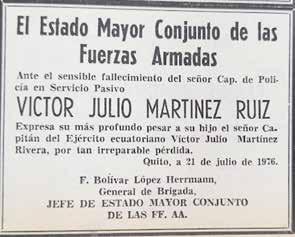 El Estado Mayor Conjunto de las
Fuerzas Armadas
Ante el sensible fallecimiento del señor Cap. de Poli-
cía en Servicio Pasivo
VICTOR JULIO MARTINEZ RUIZ
Expresa su más profundo pesar a su hijo el señor Ca-
pitán del Ejército ecuatoriano Víctor Julio Martínez
Rivera, por tan irreparable pérdida.
Quito, a 21 de julio de 1976.
F. Bolívar López Herrmann,
General de Brigada,
JEFE DE ESTADO MAYOR CONJUNTO
DE LAS FF. AA.